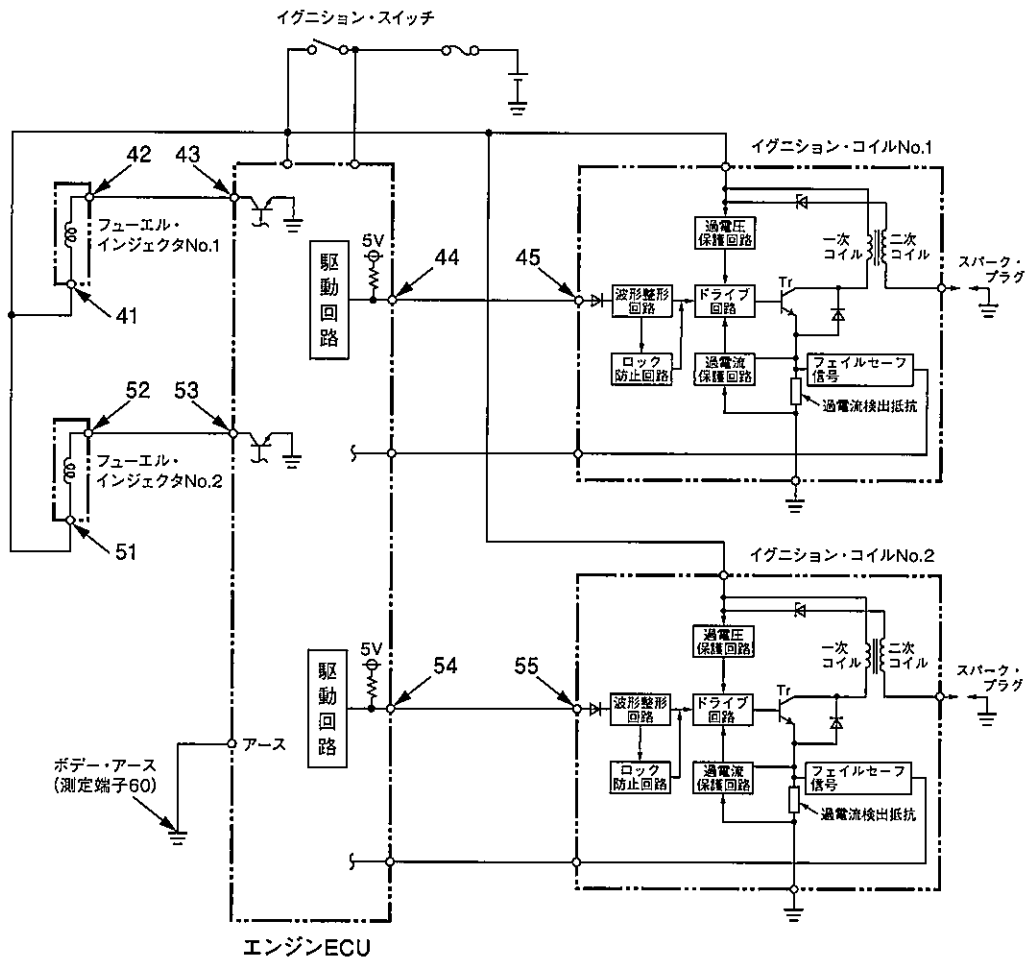 イグニション・スイッチ
42
43
フューエル・
インジェクタNo.1
41
駆動回路
5V
44
45
イグニション・コイルNo.1
過電圧
保護回路
波形整形
回路
ドライブ
回路
Tr
ロック
防止回路
過電流
保護回路
フェイルセーフ
信号
過電流検出抵抗
一次
コイル
二次
コイル
スパーク・
プラグ
52
53
フューエル・
インジェクタNo.2
51
駆動回路
5V
54
55
イグニション・コイルNo.2
過電圧
保護回路
波形整形
回路
ドライブ
回路
Tr
ロック
防止回路
過電流
保護回路
フェイルセーフ
信号
過電流検出抵抗
一次
コイル
二次
コイル
スパーク・
プラグ
アース
ボデー・アース
(測定端子60)
エンジンECU